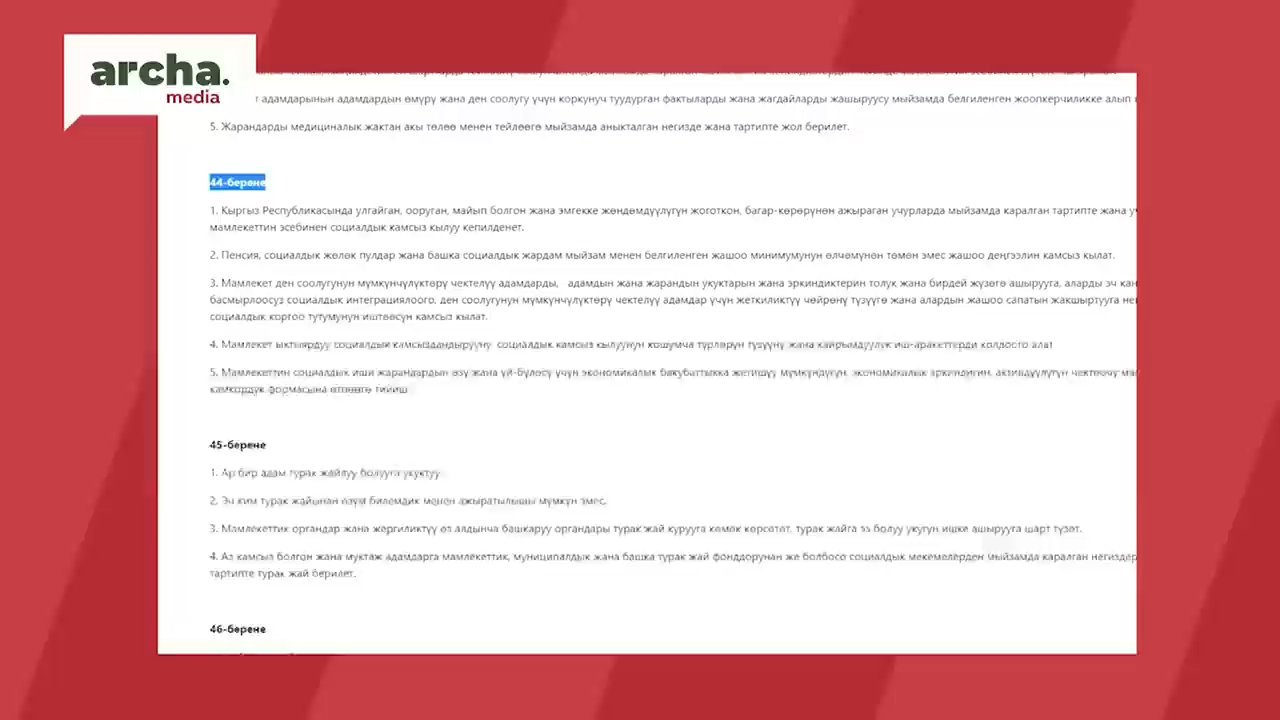 archa.
media
адамдарынын адамдардын өмүрү жана ден соолугу үчүн коркунуч туудурган фактыларды жана жагдайларды жашыруусу мыйзамда белгиленген жоопкерчиликке алып
5. Жарандарды медициналык жактан акы төлөө менен тейлөөгө мыйзамда аныкталган негизде жана тартипте жол берилет.
44-берене
1. Кыргыз Республикасында улгайган, ооруган, майып болгон жана эмгекке жөндөмдүүлүгүн жоготкон, багар-көрөрүнөн ажыраган учурларда мыйзамда каралган тартипте жана
мамлекеттин эсебинен социалдык камсыз кылуу кепилденет.
2. Пенсия, социалдык жөлөк пулдар жана башка социалдык жардам мыйзам менен белгиленген жашоо минимумунун өлчөмүнөн төмөн эмес жашоо деңгээлин камсыз кылат.
3. Мамлекет ден соолугунун мүмкүнчүлүктөрү чектелүү адамдарды, адамдын жана жарандын укуктарын жана эркиндиктерин толук жана бирдей жүзөгө ашырууга, аларды эч
басмырлоосуз социалдык интеграциялоого, ден соолугунун мүмкүнчүлүктөрү чектелүү адамдар үчүн жеткиликтүү чөйрөнү түзүүгө жана алардын жашоо сапатын жакшыртууга
социалдык коргоо тутумунун иштөөсүн камсыз кылат.
4. Мамлекет ыктыярдуу социалдык камсыздандырууну, социалдык камсыз кылуунун кошумча түрлөрүн түзүүнү жана кайрымдуулук иш-аракеттерди колдоого алат
5. Мамлекеттин социалдык иши жарандардын өзү жана үй-бүлөсү үчүн экономикалык бакубаттыкка жетишүү мүмкүндүгүн, экономикалык эркиндигин, активдүүлүгүн чектөөчү
камкордук формасына өтпөөгө тийиш
45-берене
1. Ар бир адам турак жайлуу болууга укуктуу.
2. Эч ким турак жайынан өзүм билемдик менен ажыратылышы мүмкүн эмес.
3. Мамлекеттик органдар жана жергиликтүү өз алдынча башкаруу органдары турак жай курууга көмөк көрсөтөт, турак жайга ээ болуу укугун ишке ашырууга шарт түзөт.
4. Аз камсыз болгон жана муктаж адамдарга мамлекеттик, муниципалдык жана башка турак жай фонддорунан же болбосо социалдык мекемелерден мыйзамда каралган
тартипте турак жай берилет.
46-берене